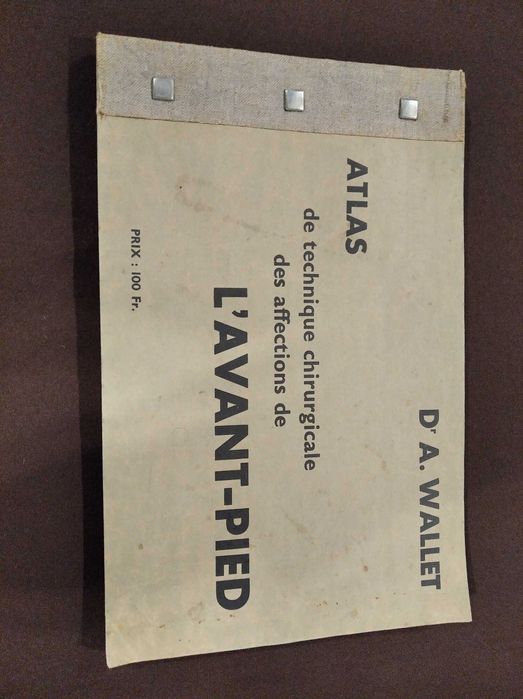 Dr A. WALLET
ATLAS
de technique chirurgicale
des affections de
L'AVANT-PIED
PRIX : 100 Fr.